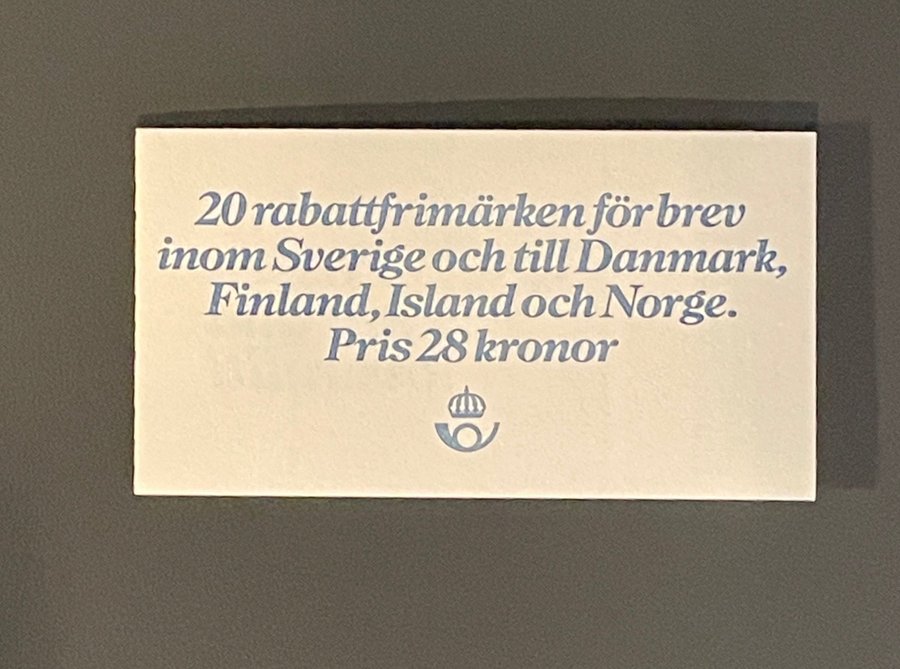 20 rabattfrimärken för brev
inom Sverige och till Danmark,
Finland, Island och Norge.
Pris 28 kronor